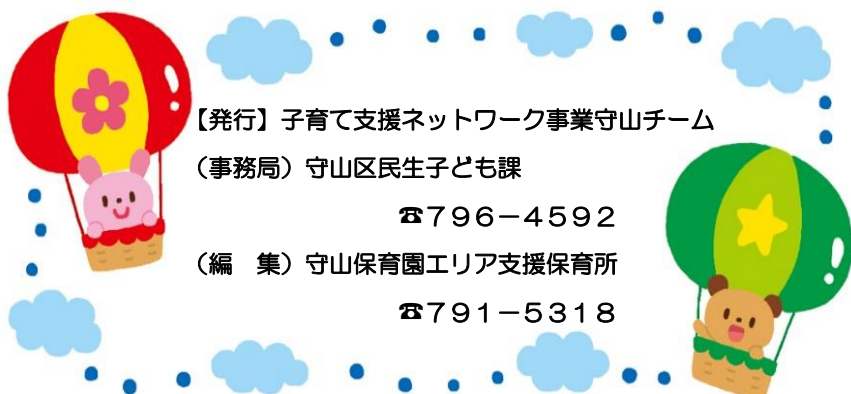 【発行】子育て支援ネットワーク事業守山チーム
（事務局）守山区民生子ども課
☎７９６－４５９２
（編　集）守山保育園エリア支援保育所
☎７９１－５３１８